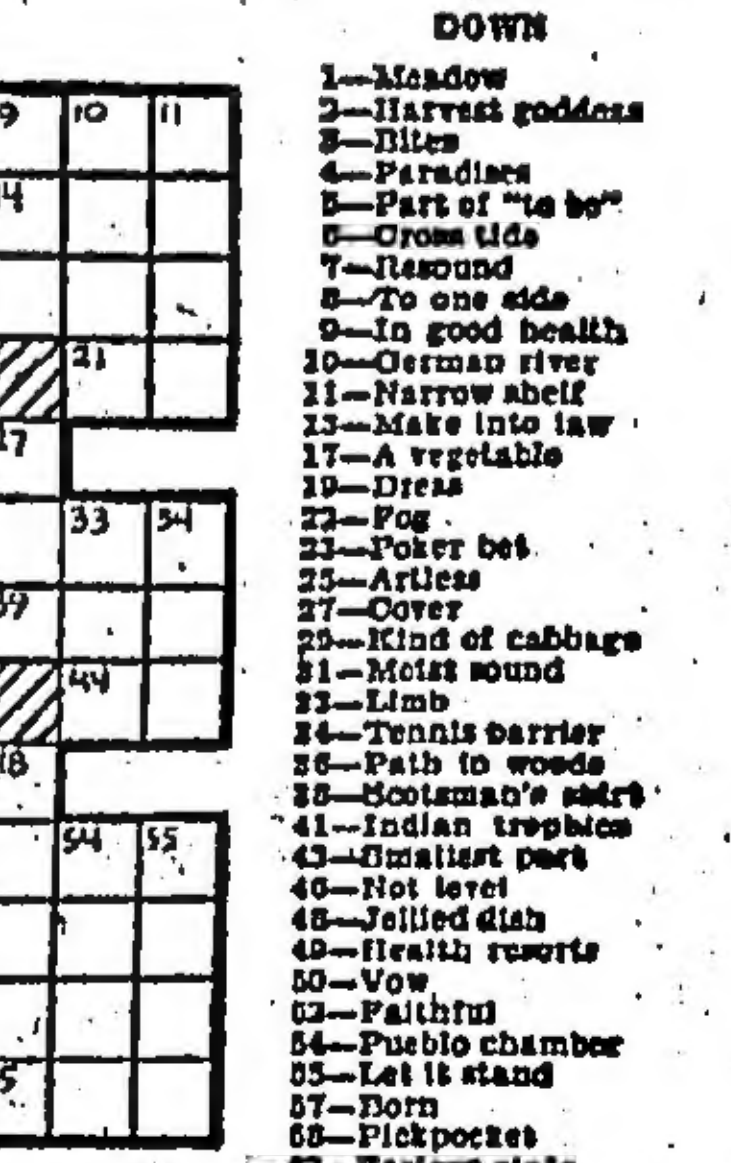 DOWN
1—Meadow
2—Harvest goddess
3—Bites
4—Paradises
5—Part of "to be"
6—Cross tide
7—Resound
8—To one side
9—In good health
10—German river
11—Narrow shelf
13—Make into law
17—A vegetable
19—Dress
22—Fog
23—Poker bet
25—Artless
27—Cover
29—Kind of cabbage
31—Moist sound
33—Limb
34—Tennis barrier
36—Path in woods
38—Scotsman's skirt
41—Indian trophies
43—Smallest part
46—Not level
48—Jellied dish
49—Health resorts
50—Vow
52—Faithful
54—Pueblo chamber
55—Let it stand
57—Born
58—Pickpocket
9 10 11
14
21
33 34
44
54 55